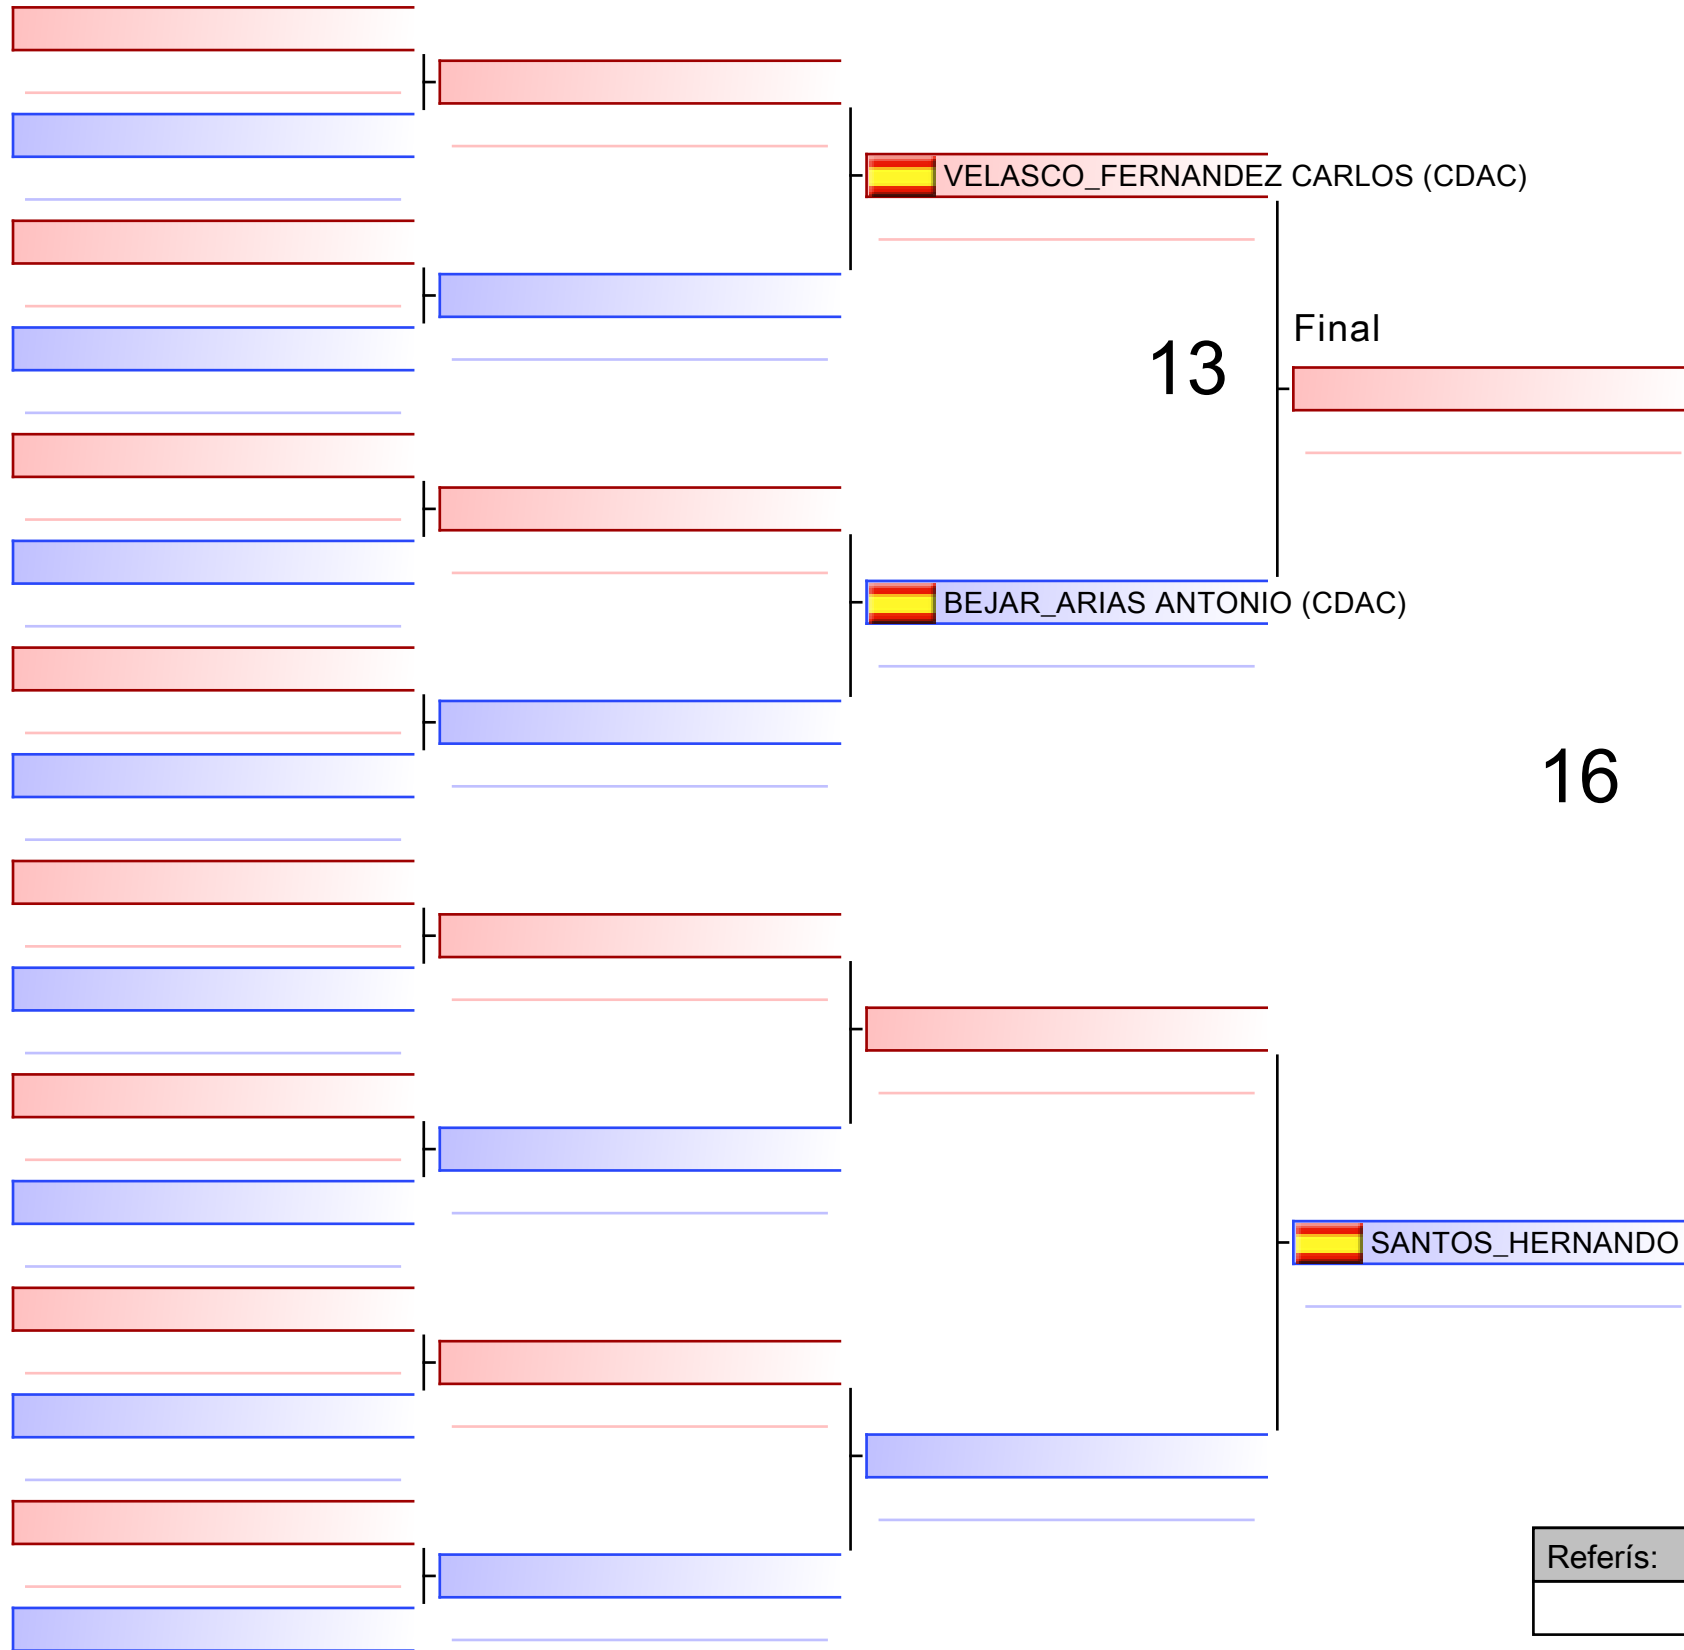 VELASCO_FERNANDEZ CARLOS (CDAC)
Final
13
BEJAR_ARIAS ANTONIO (CDAC)
16
SANTOS_HERNANDO
Referís: